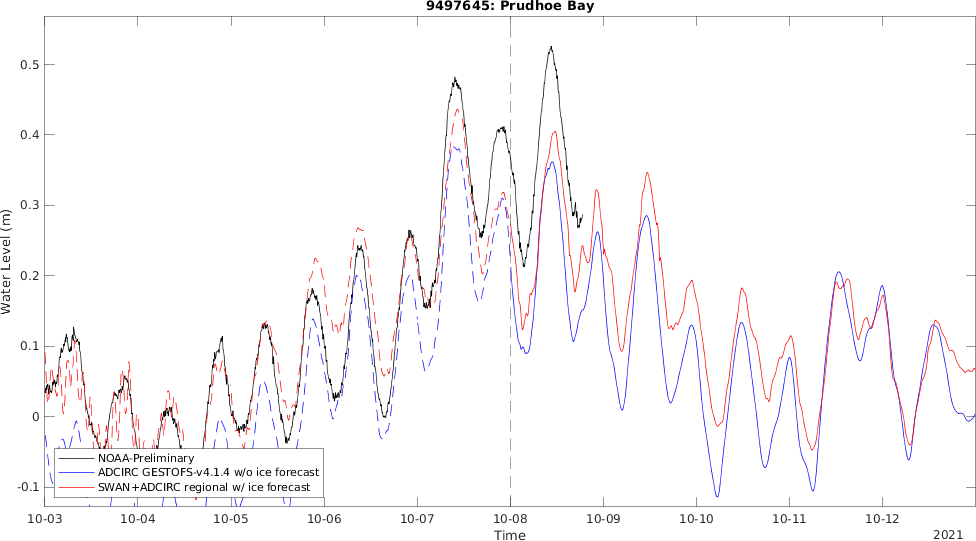 9497645: Prudhoe Bay
Water Level (m)
0.5
0.4
0.3
0.2
0.1
0
-0.1
NOAA-Preliminary
ADCIRC GESTOFS-v4.1.4 w/o ice forecast
SWAN+ADCIRC regional w/ ice forecast
10-03 10-04 10-05 10-06 10-07 10-08 10-09 10-10 10-11 10-12
Time
2021